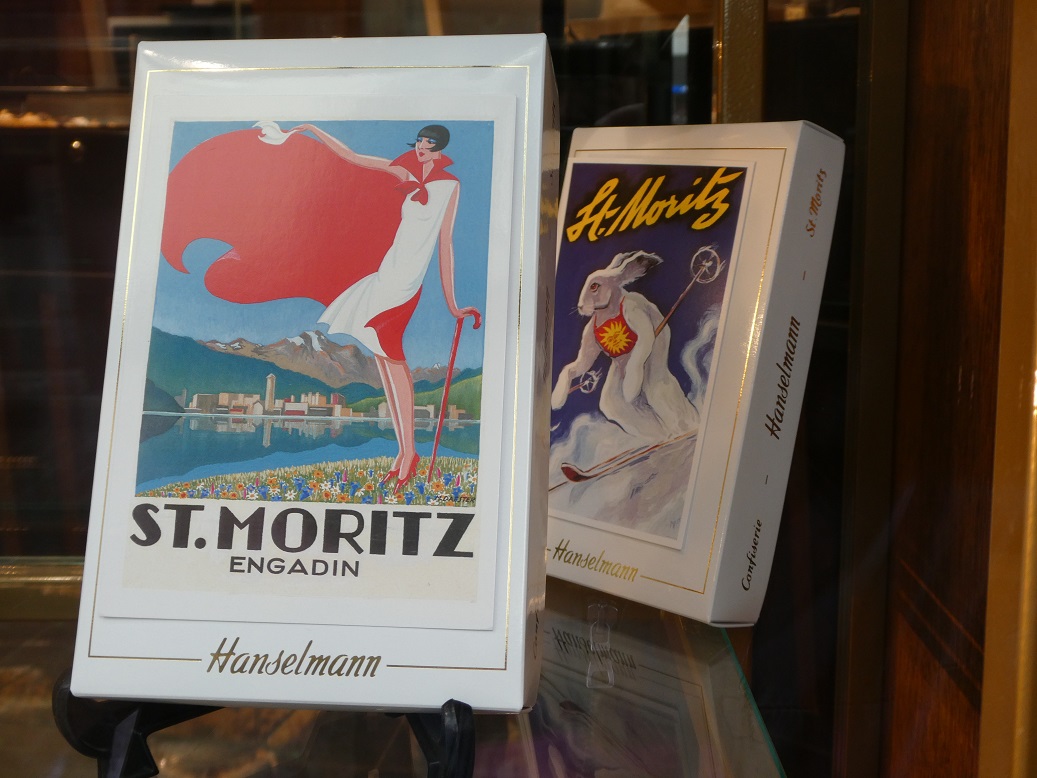 ST. MORITZ
ENGADIN
Hanselmann
St. Moritz
Hanselmann
Confiserie - Hanselmann - St. Moritz